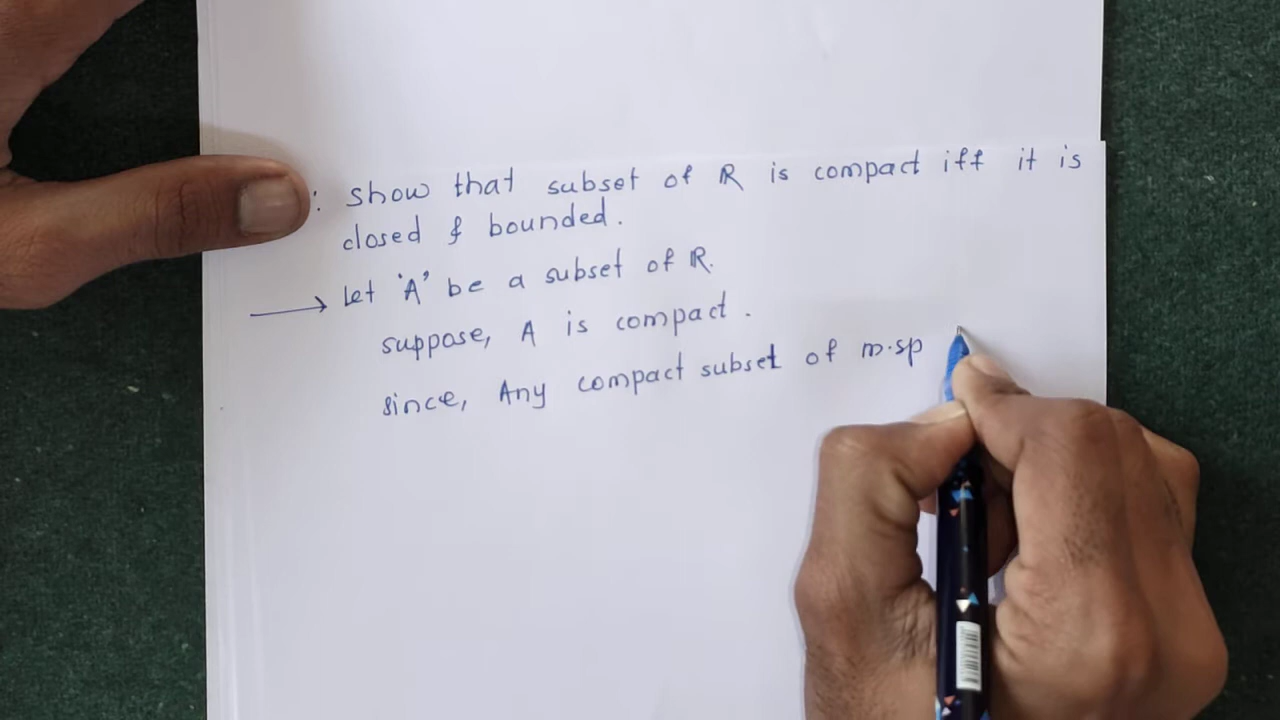 : show that subset of R is compact iff it is
closed & bounded.
Let 'A' be a subset of R.
suppose, A is compact.
since, Any compact subset of m.sp